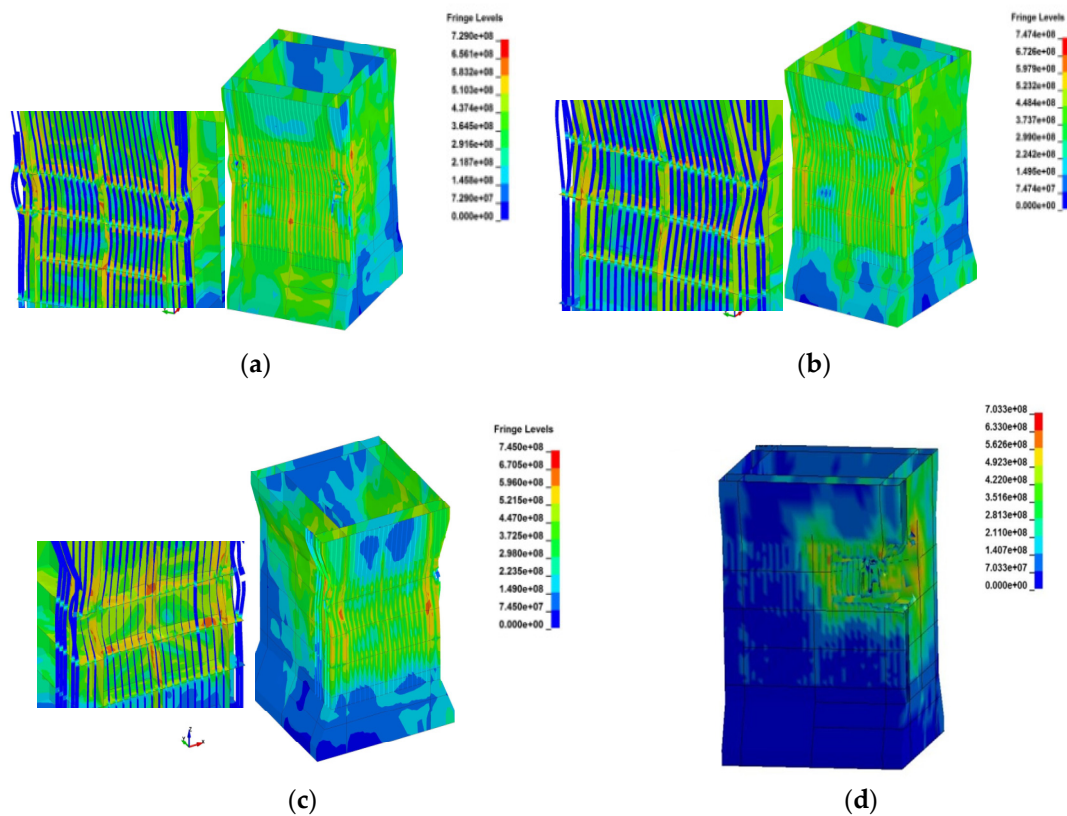 Fringe Levels
7.290e+08
6.561e+08
5.832e+08
5.103e+08
4.374e+08
3.645e+08
2.916e+08
2.187e+08
1.458e+08
7.290e+07
0.000e+00
(a)
Fringe Levels
7.474e+08
6.726e+08
5.979e+08
5.232e+08
4.484e+08
3.737e+08
2.990e+08
2.242e+08
1.495e+08
7.474e+07
0.000e+00
(b)
Fringe Levels
7.450e+08
6.705e+08
5.960e+08
5.215e+08
4.470e+08
3.725e+08
2.980e+08
2.235e+08
1.490e+08
7.450e+07
0.000e+00
(c)
7.033e+08
6.330e+08
5.626e+08
4.923e+08
4.220e+08
3.516e+08
2.813e+08
2.110e+08
1.407e+08
7.033e+07
0.000e+00
(d)